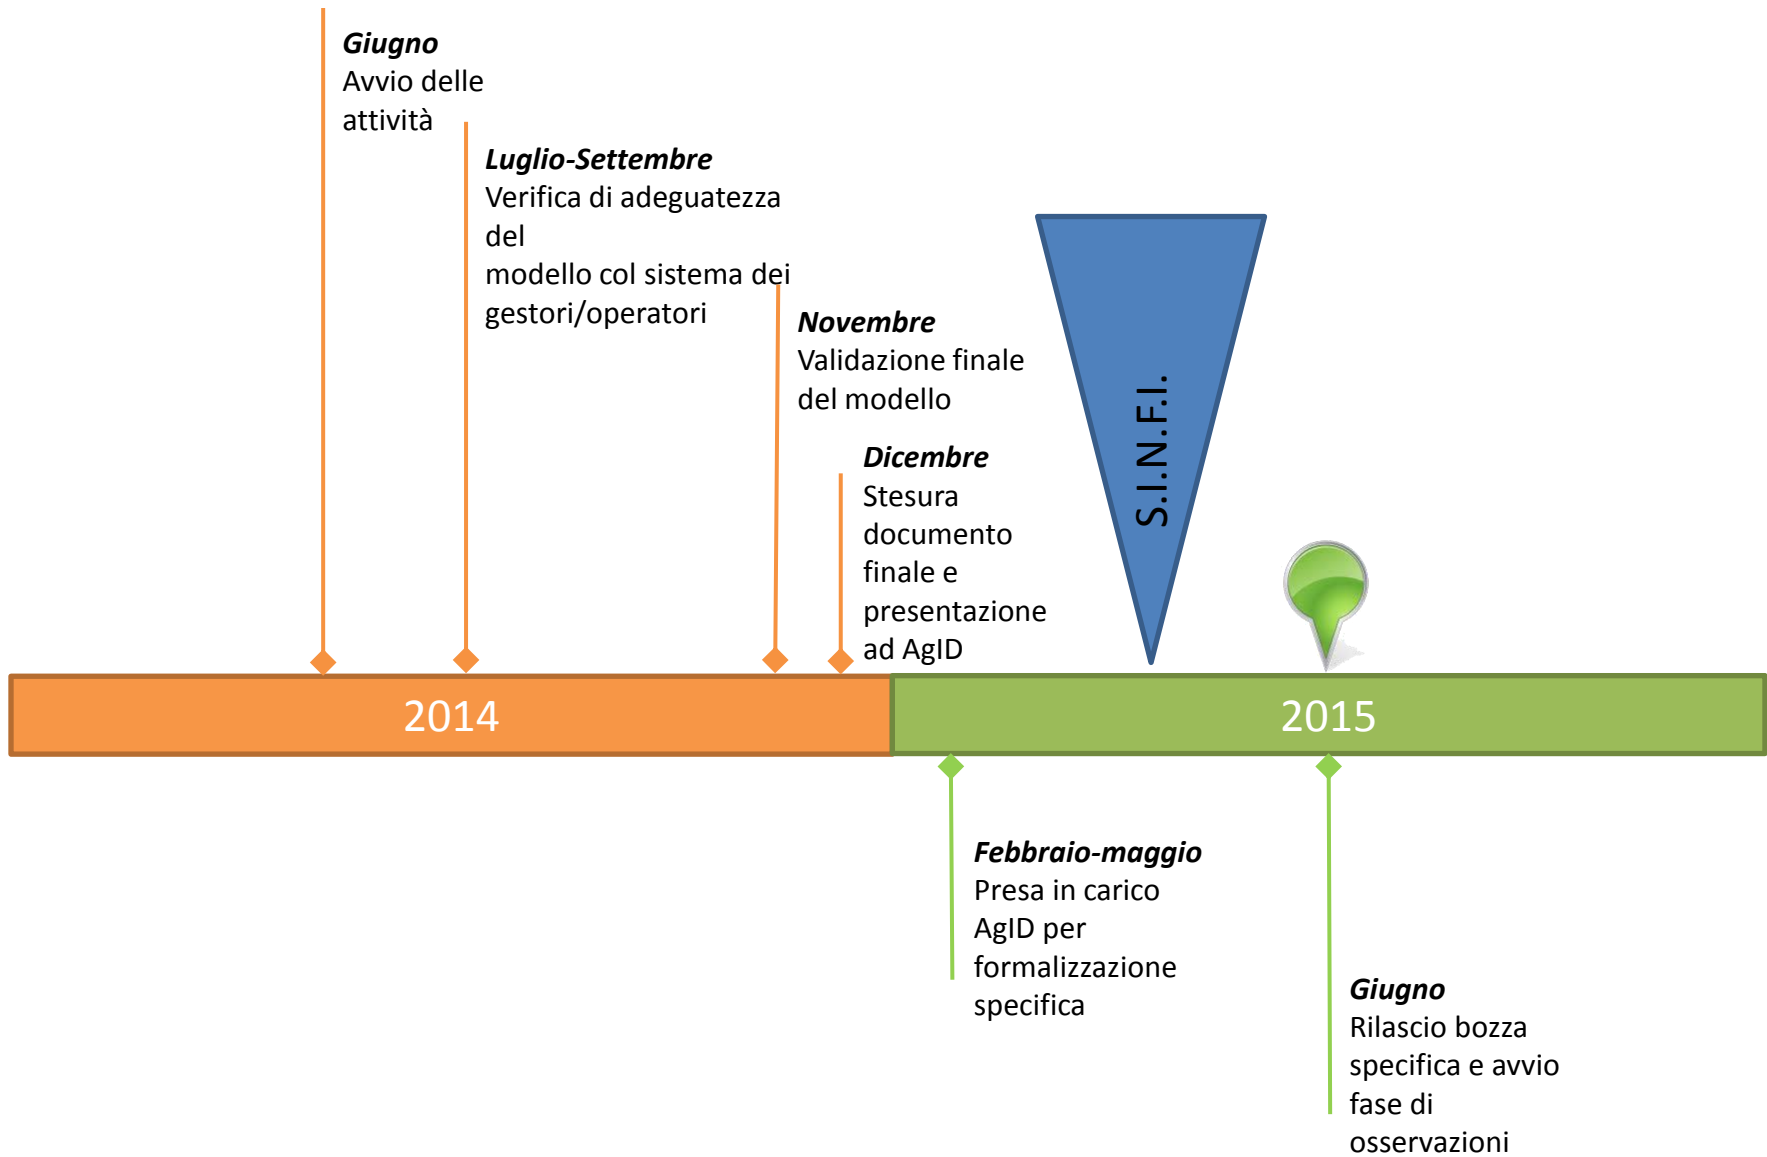 Giugno
Avvio delle
attività
Luglio-Settembre
Verifica di adeguatezza
del
modello col sistema dei
gestori/operatori
Novembre
Validazione finale
del modello
Dicembre
Stesura
documento
finale e
presentazione
ad AgID
S.I.N.F.I.
2014
2015
Febbraio-maggio
Presa in carico
AgID per
formalizzazione
specifica
Giugno
Rilascio bozza
specifica e avvio
fase di
osservazioni